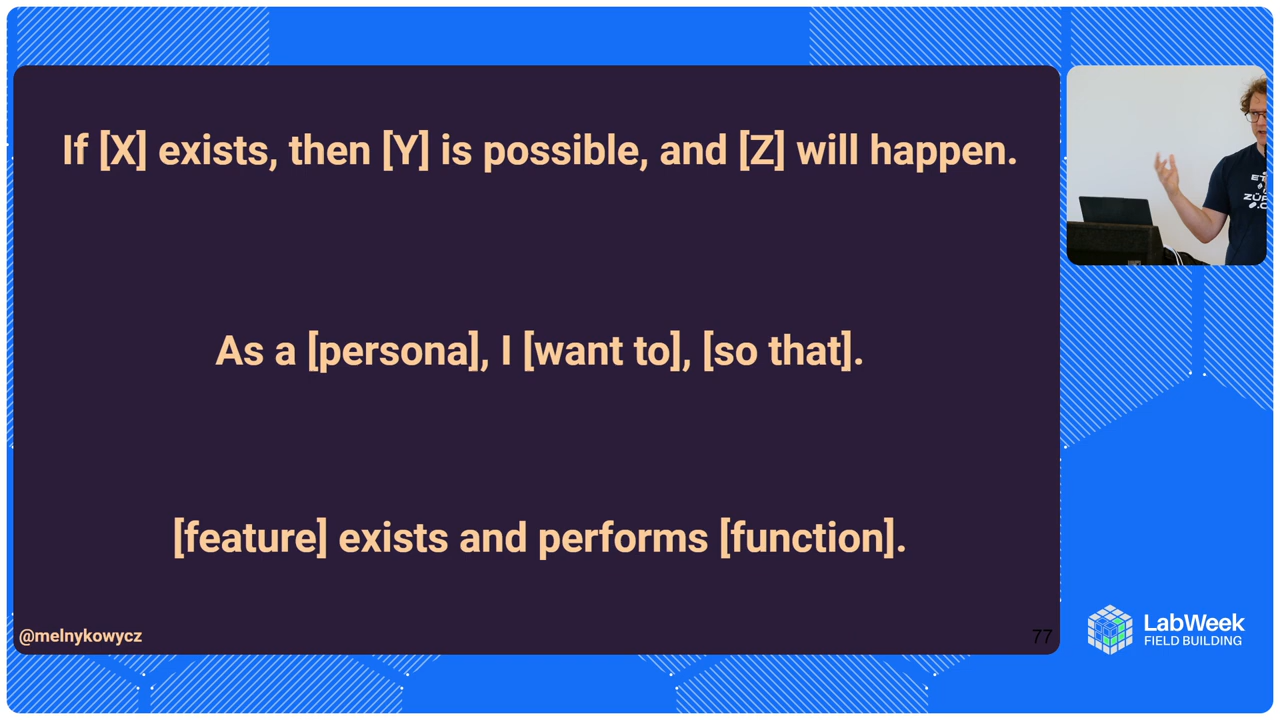 If [X] exists, then [Y] is possible, and [Z] will happen.
As a [persona], I [want to], [so that].
[feature] exists and performs [function].
@melnykowycz
77
LabWeek
FIELD BUILDING